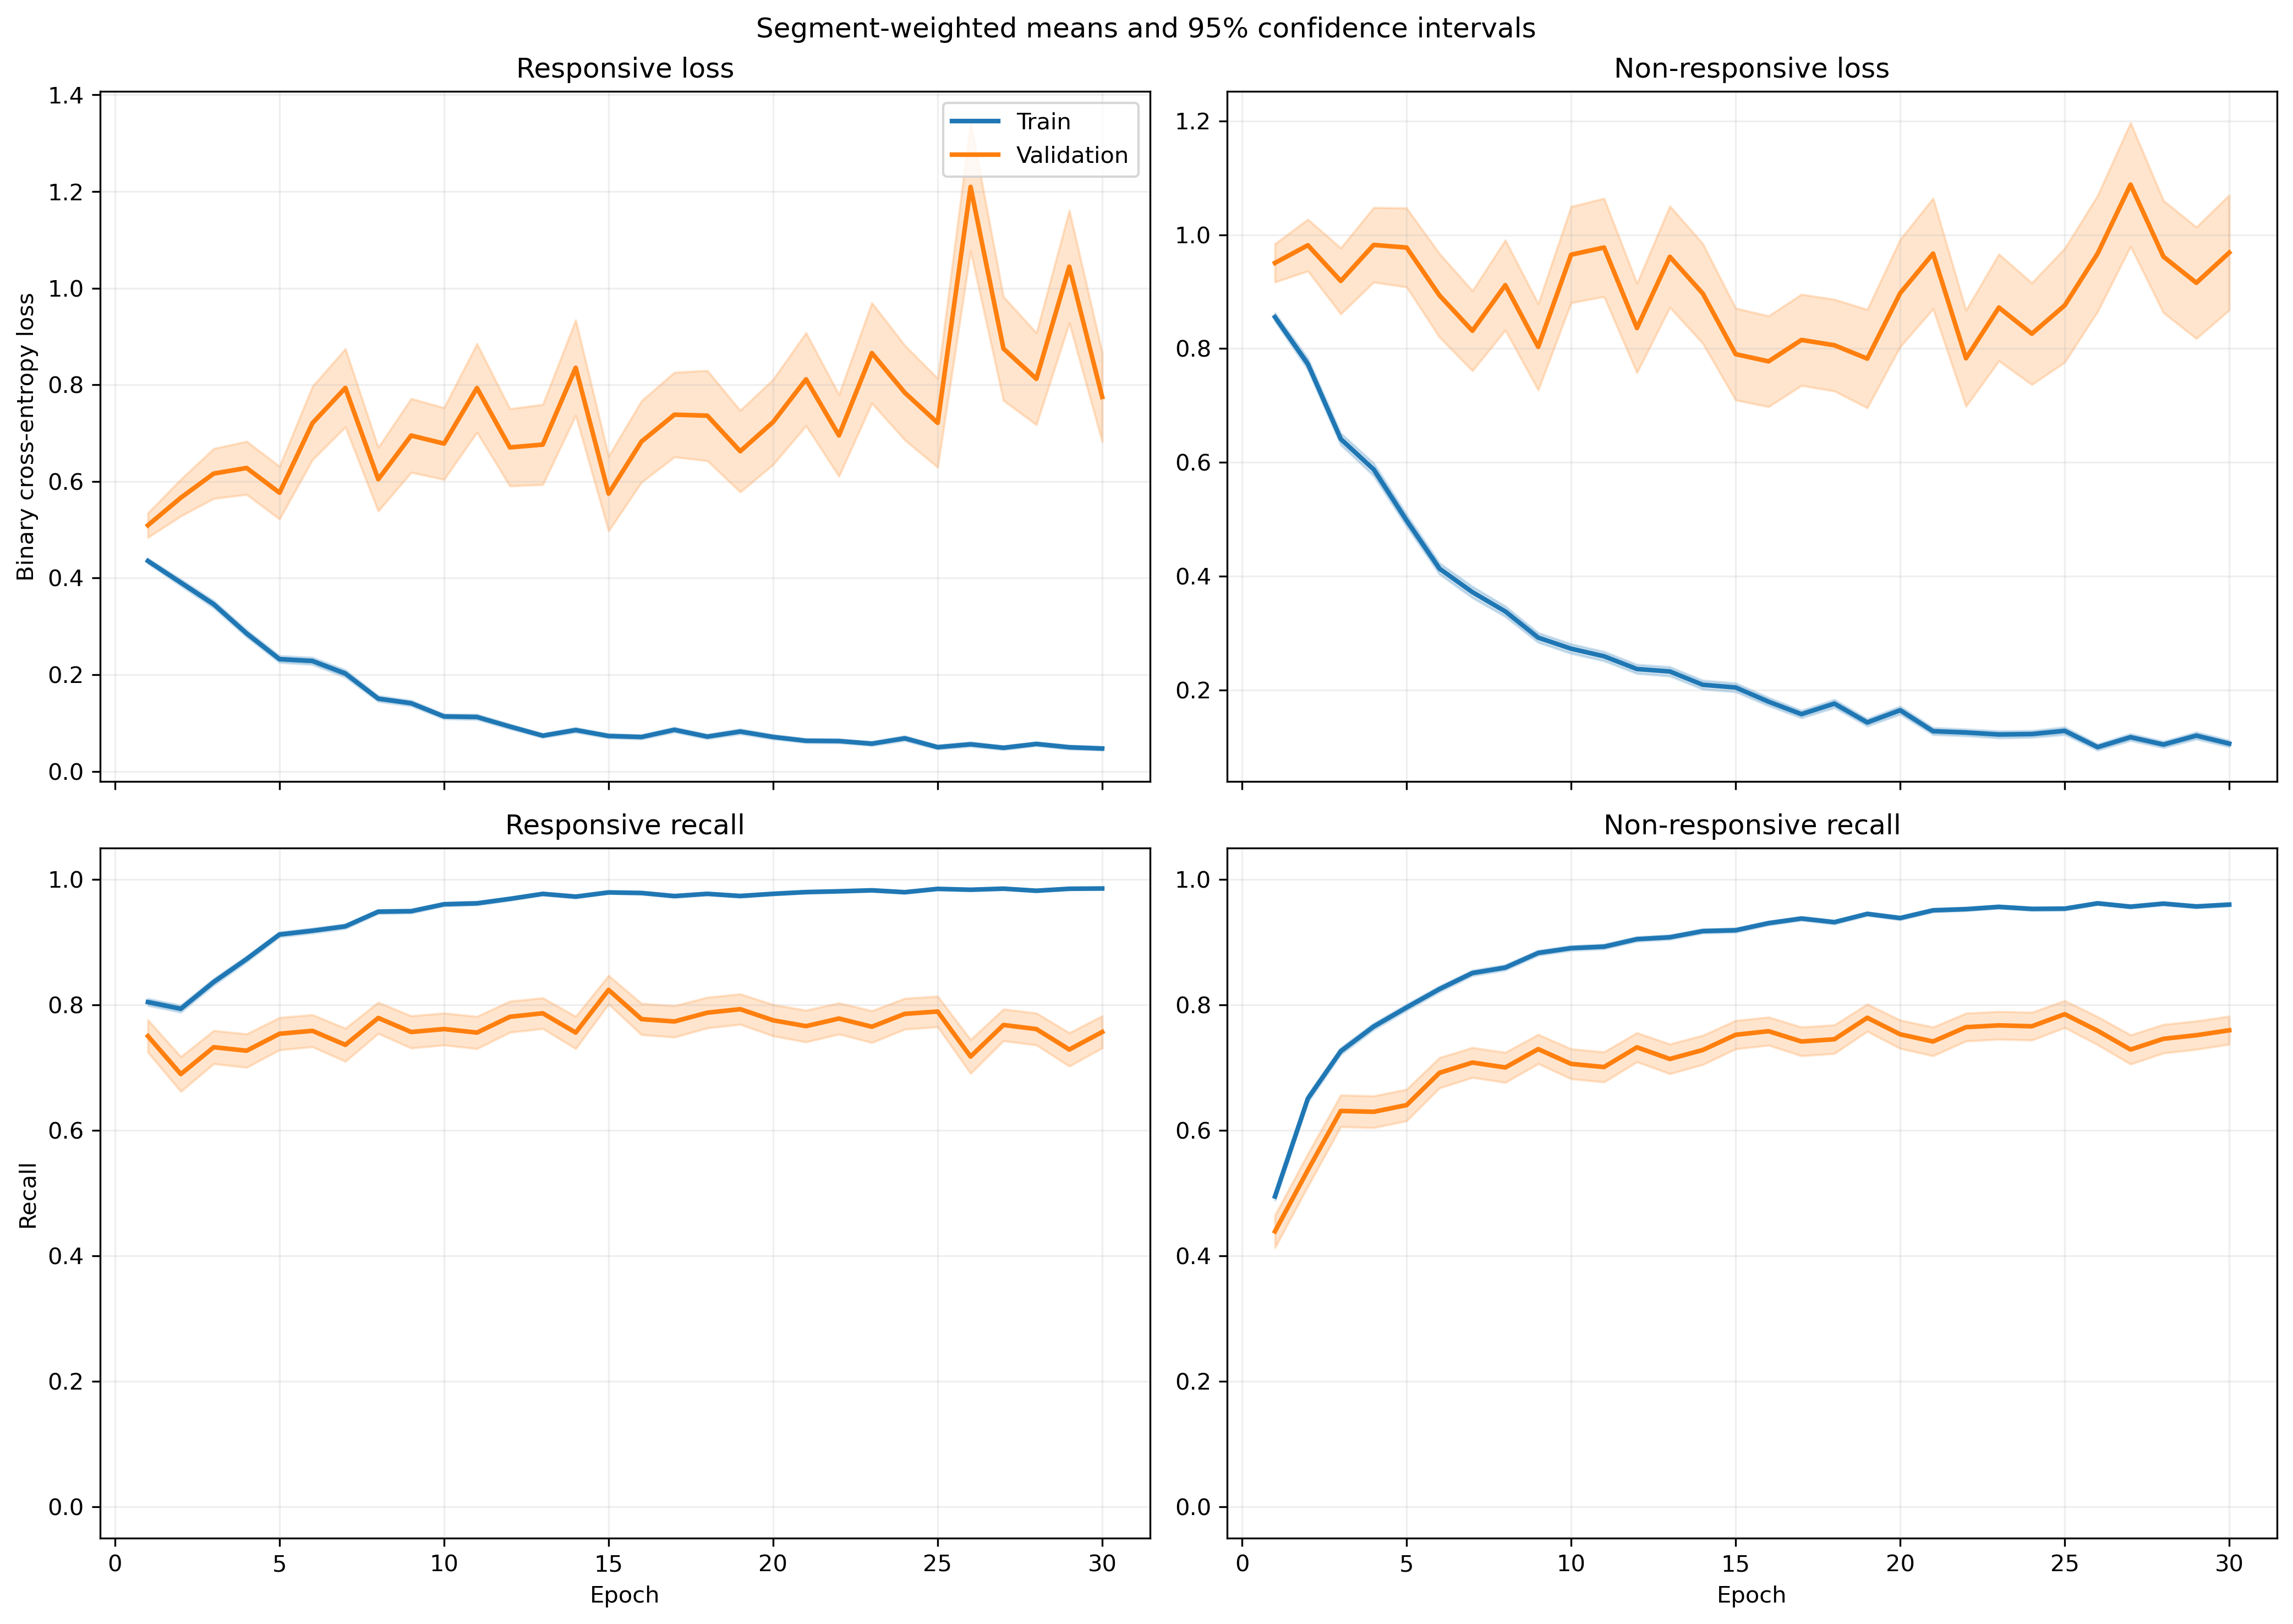 Segment-weighted means and 95% confidence intervals
Responsive loss
Non-responsive loss
Binary cross-entropy loss
1.4
1.2
1.0
0.8
0.6
0.4
0.2
0.0
Train
Validation
1.2
1.0
0.8
0.6
0.4
0.2
Responsive recall
Non-responsive recall
Recall
1.0
0.8
0.6
0.4
0.2
0.0
0 5 10 15 20 25 30
Epoch
1.0
0.8
0.6
0.4
0.2
0.0
0 5 10 15 20 25 30
Epoch